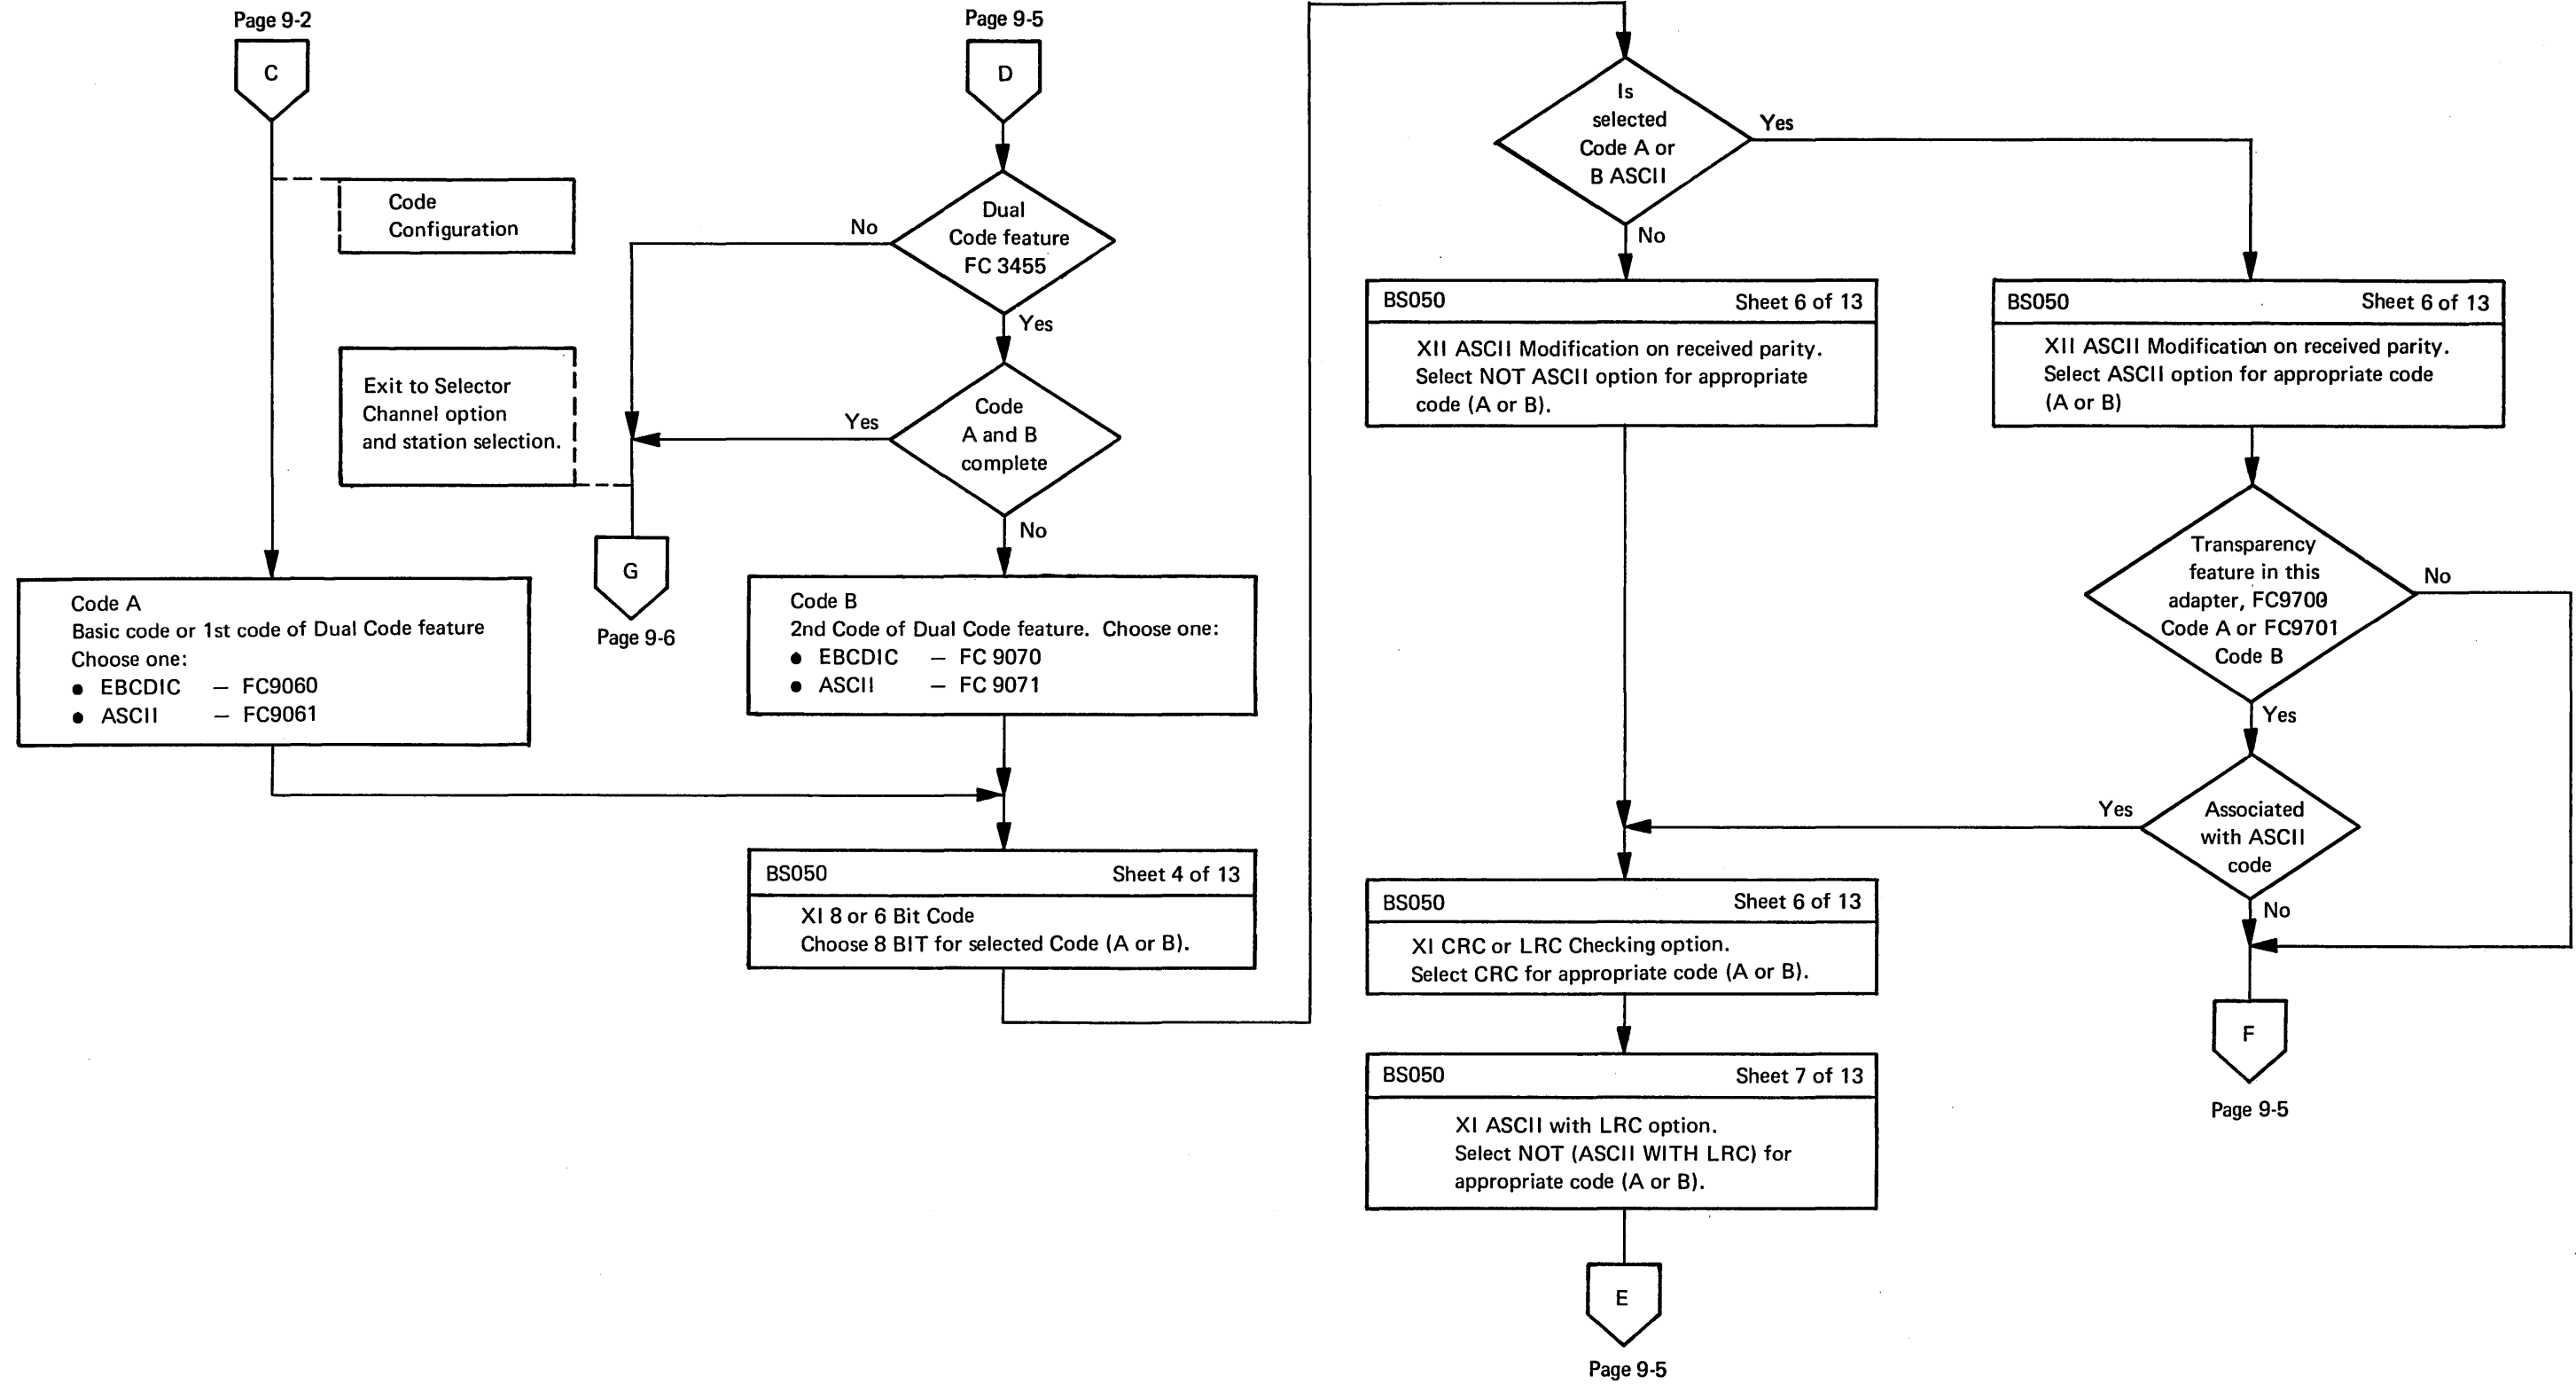 Page 9-2
C
Code
Configuration
Code A
Basic code or 1st code of Dual Code feature
Choose one:
● EBCDIC — FC9060
● ASCII — FC9061
Page 9-5
D
Dual
Code feature
FC 3455
No
Yes
Code
A and B
complete
Yes
No
Exit to Selector
Channel option
and station selection.
G
Page 9-6
Code B
2nd Code of Dual Code feature. Choose one:
● EBCDIC — FC 9070
● ASCII — FC 9071
BS050 Sheet 4 of 13
XI 8 or 6 Bit Code
Choose 8 BIT for selected Code (A or B).
Is
selected
Code A or
B ASCII
Yes
No
BS050 Sheet 6 of 13
XII ASCII Modification on received parity.
Select NOT ASCII option for appropriate
code (A or B).
BS050 Sheet 6 of 13
XII ASCII Modification on received parity.
Select ASCII option for appropriate code
(A or B)
Transparency
feature in this
adapter, FC9700
Code A or FC9701
Code B
No
Yes
Associated
with ASCII
code
Yes
No
F
Page 9-5
BS050 Sheet 6 of 13
XI CRC or LRC Checking option.
Select CRC for appropriate code (A or B).
BS050 Sheet 7 of 13
XI ASCII with LRC option.
Select NOT (ASCII WITH LRC) for
appropriate code (A or B).
E
Page 9-5